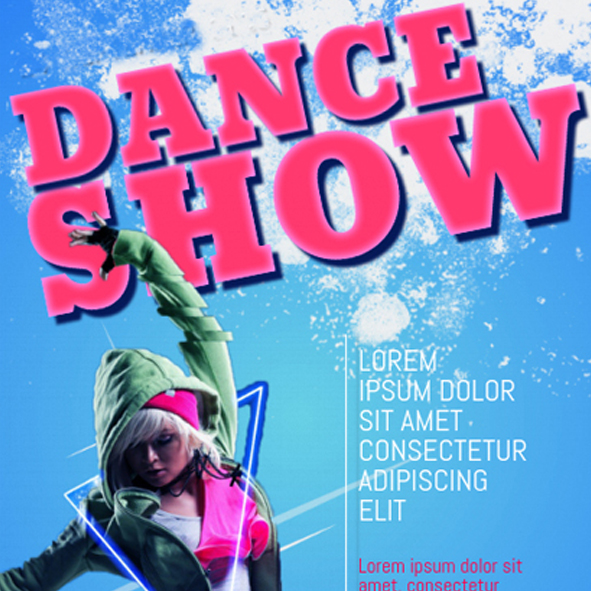 DANCE
SHOW
LOREM
IPSUM DOLOR
SIT AMET
CONSECTETUR
ADIPISCING
ELIT
Lorem ipsum dolor sit
amet, consectetur